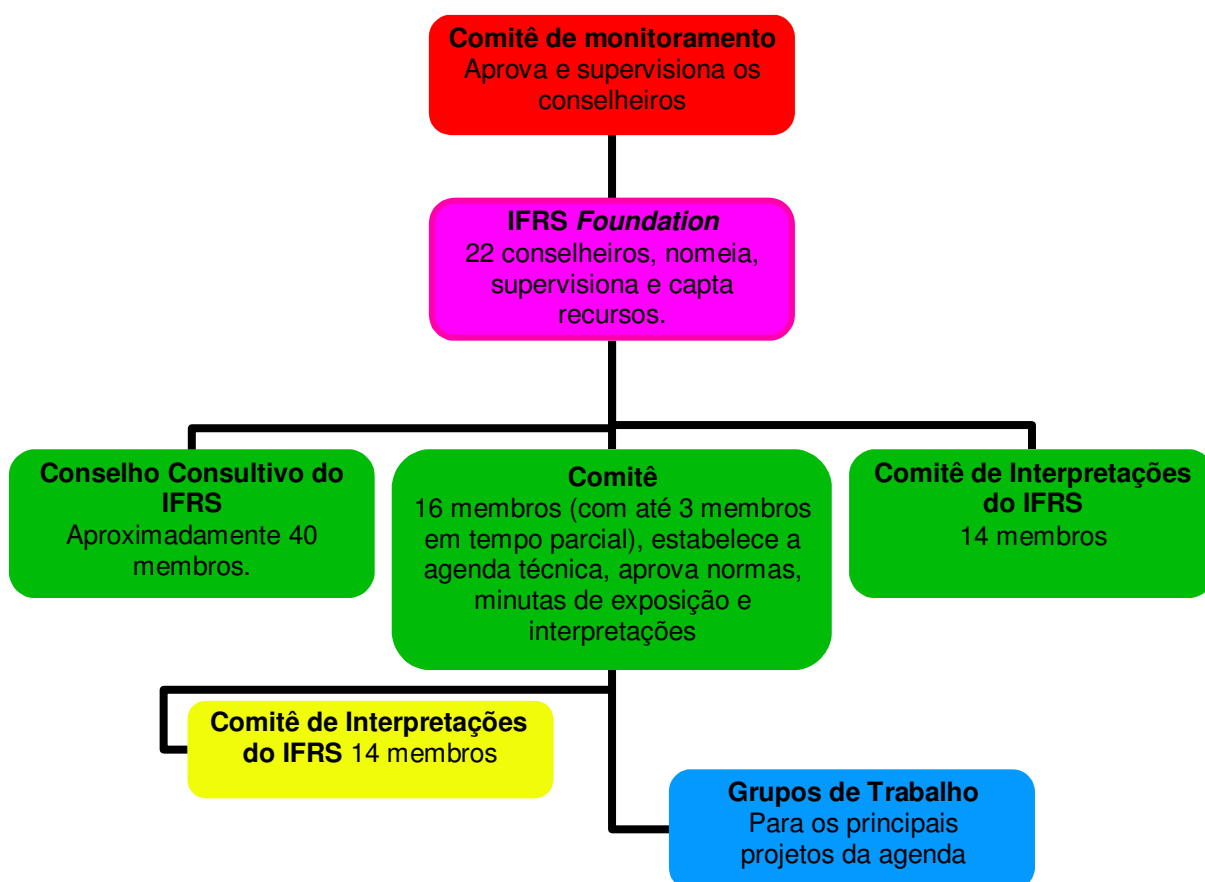 Comitê de monitoramento
Aprova e supervisiona os
conselheiros
IFRS Foundation
22 conselheiros, nomeia,
supervisiona e capta
recursos.
Conselho Consultivo do
IFRS
Aproximadamente 40
membros.
Comitê
16 membros (com até 3 membros
em tempo parcial), estabelece a
agenda técnica, aprova normas,
minutas de exposição e
interpretações
Comitê de Interpretações
do IFRS
14 membros
Comitê de Interpretações
do IFRS 14 membros
Grupos de Trabalho
Para os principais
projetos da agenda